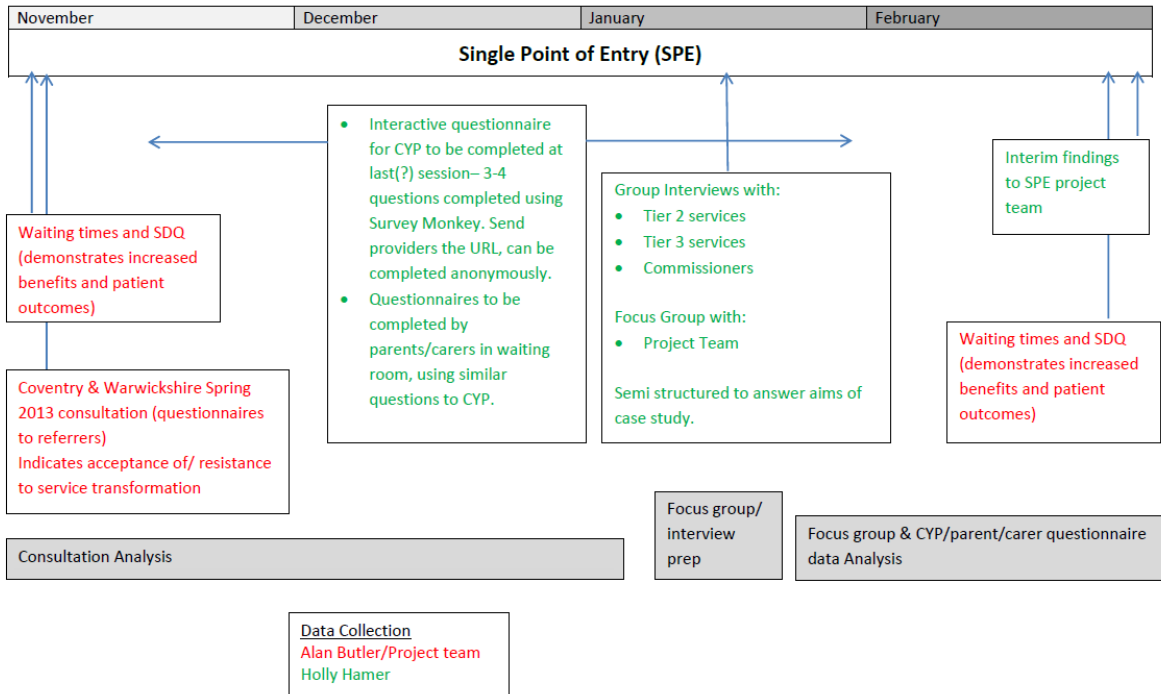 November
December
January
February
Single Point of Entry (SPE)
• Interactive questionnaire
for CYP to be completed at
last(?) session– 3-4
questions completed using
Survey Monkey. Send
providers the URL, can be
completed anonymously.
• Questionnaires to be
completed by
parents/carers in waiting
room, using similar
questions to CYP.
Group Interviews with:
• Tier 2 services
• Tier 3 services
• Commissioners
Focus Group with:
• Project Team
Semi structured to answer aims of
case study.
Interim findings
to SPE project
team
Waiting times and SDQ
(demonstrates increased
benefits and patient
outcomes)
Waiting times and SDQ
(demonstrates increased
benefits and patient
outcomes)
Coventry & Warwickshire Spring
2013 consultation (questionnaires
to referrers)
Indicates acceptance of/ resistance
to service transformation
Focus group/
interview
prep
Focus group & CYP/parent/carer questionnaire
data Analysis
Consultation Analysis
Data Collection
Alan Butler/Project team
Holly Hamer